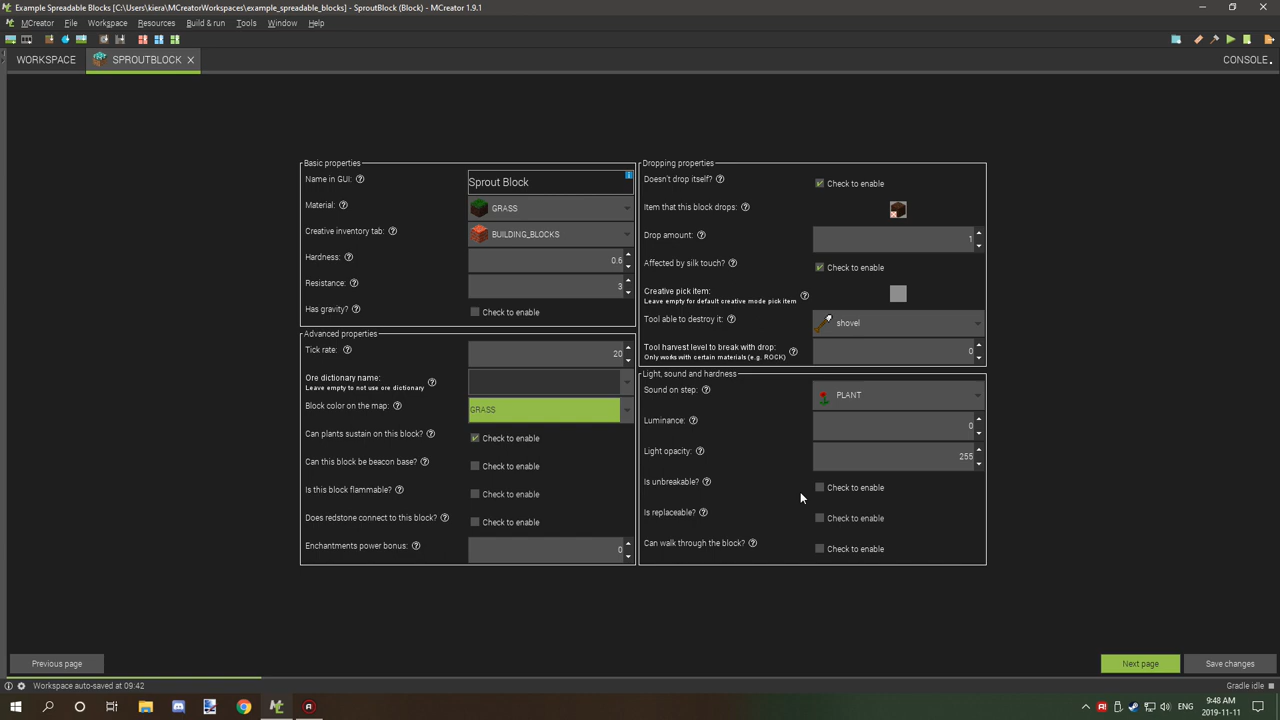 Example Spreadable Blocks [C:\Users\kiera\MCreatorWorkspaces\example_spreadable_blocks] - SproutBlock (Block) - MCreator 1.9.1
MCreator File Workspace Resources Build & run Tools Window Help
WORKSPACE SPROUTBLOCK CONSOLE
Basic properties
Name in GUI: Sprout Block
Material: GRASS
Creative inventory tab: BUILDING_BLOCKS
Hardness: 0.6
Resistance: 3
Has gravity? Check to enable
Advanced properties
Tick rate: 20
Ore dictionary name:
Leave empty to not use ore dictionary
Block color on the map: GRASS
Can plants sustain on this block? Check to enable
Can this block be beacon base? Check to enable
Is this block flammable? Check to enable
Does redstone connect to this block? Check to enable
Enchantments power bonus: 0
Dropping properties
Doesn't drop itself? Check to enable
Item that this block drops:
Drop amount: 1
Affected by silk touch? Check to enable
Creative pick item:
Leave empty for default creative mode pick item
Tool able to destroy it: shovel
Tool harvest level to break with drop: 0
Only works with certain materials (e.g. ROCK)
Light, sound and hardness
Sound on step: PLANT
Luminance: 0
Light opacity: 255
Is unbreakable? Check to enable
Is replaceable? Check to enable
Can walk through the block? Check to enable
Previous page Next page Save changes
Workspace auto-saved at 09:42 Gradle idle
ENG 9:48 AM
2019-11-11